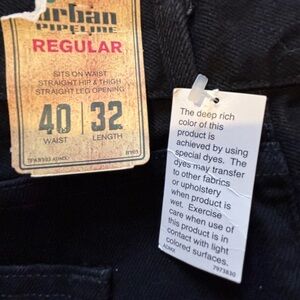 urban
PIPELINE
REGULAR
SITS ON WAIST
STRAIGHT HIP & THIGH
STRAIGHT LEG OPENING
40 32
WAIST LENGTH
The deep rich
color of this
product is
achieved by using
special dyes. The
dyes may transfer
to other fabrics
or upholstery
when product is
wet. Exercise
care when use of
this product is in
contact with light
colored surfaces.
ADMX 7973830